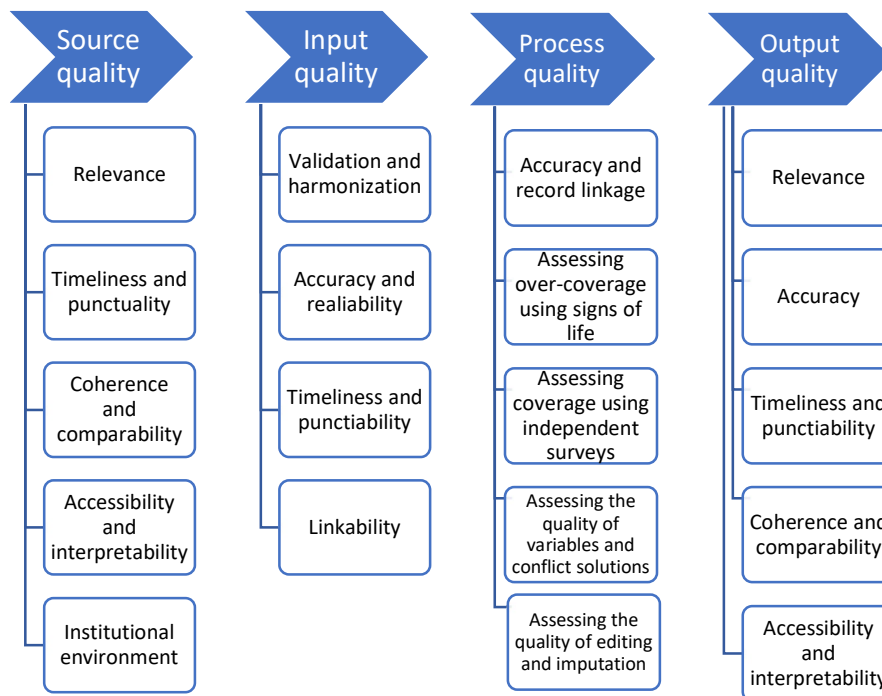 Source
quality
Relevance
Timeliness and
punctuality
Coherence
and
comparability
Accessibility
and
interpretability
Institutional
environment
Input
quality
Validation and
harmonization
Accuracy and
realiability
Timeliness and
punctiability
Linkability
Process
quality
Accuracy and
record linkage
Assessing
over-coverage
using signs of
life
Assessing
coverage using
independent
surveys
Assessing the
quality of
variables and
conflict solutions
Assessing the
quality of editing
and imputation
Output
quality
Relevance
Accuracy
Timeliness and
punctiability
Coherence and
comparability
Accessibility
and
interpretability